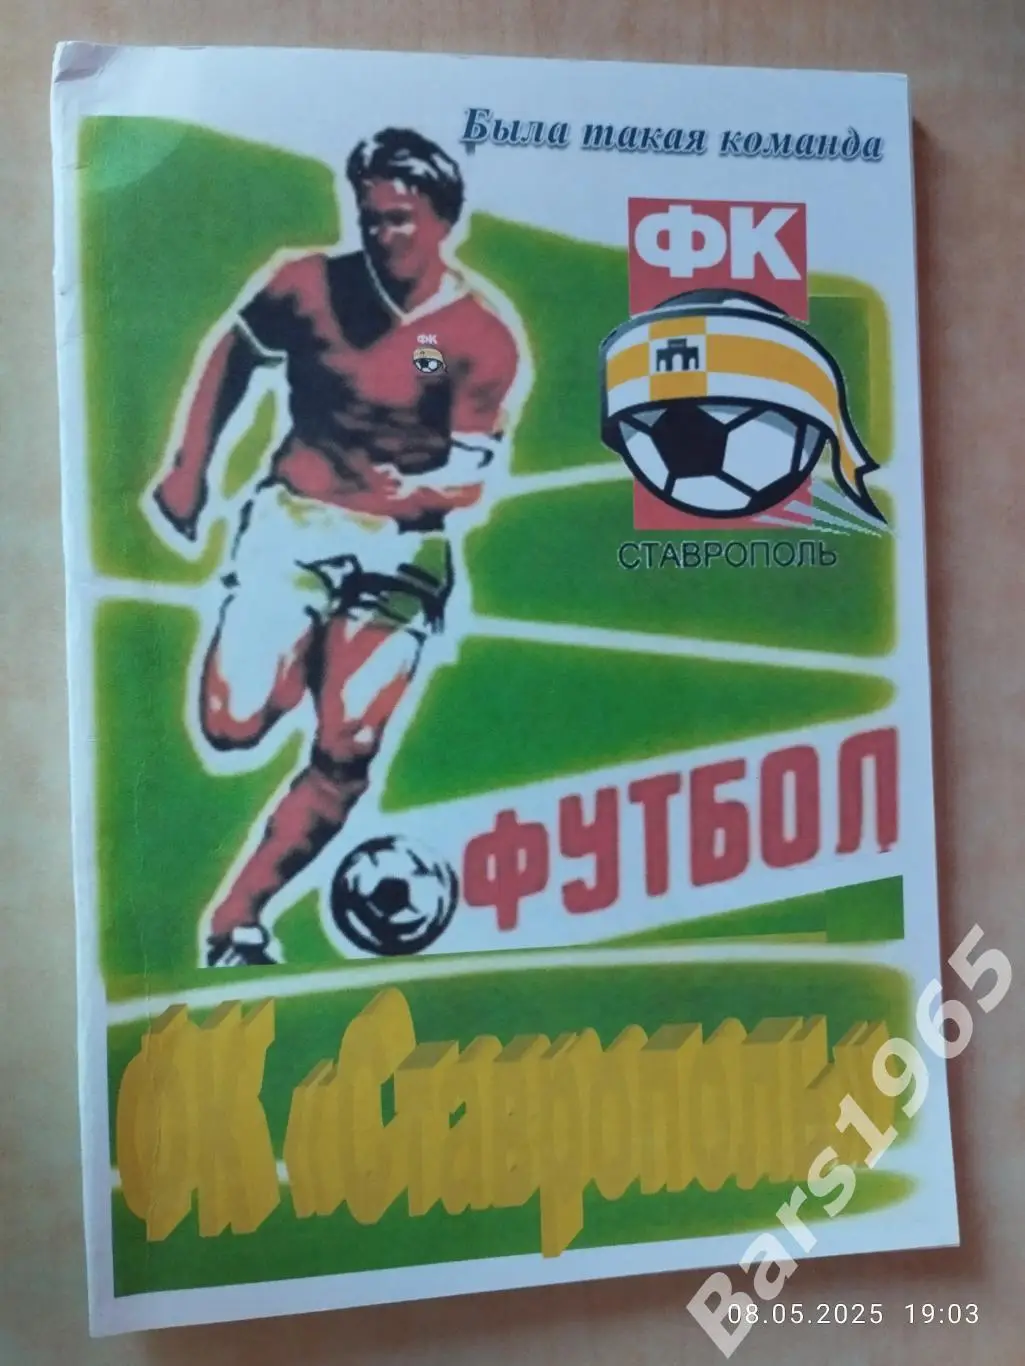 Была такая команда
ФК
ФК
СТАВРОПОЛЬ
ФУТБОЛ
ФК «Ставрополь»
Bars1965
08.05.2025 19:03